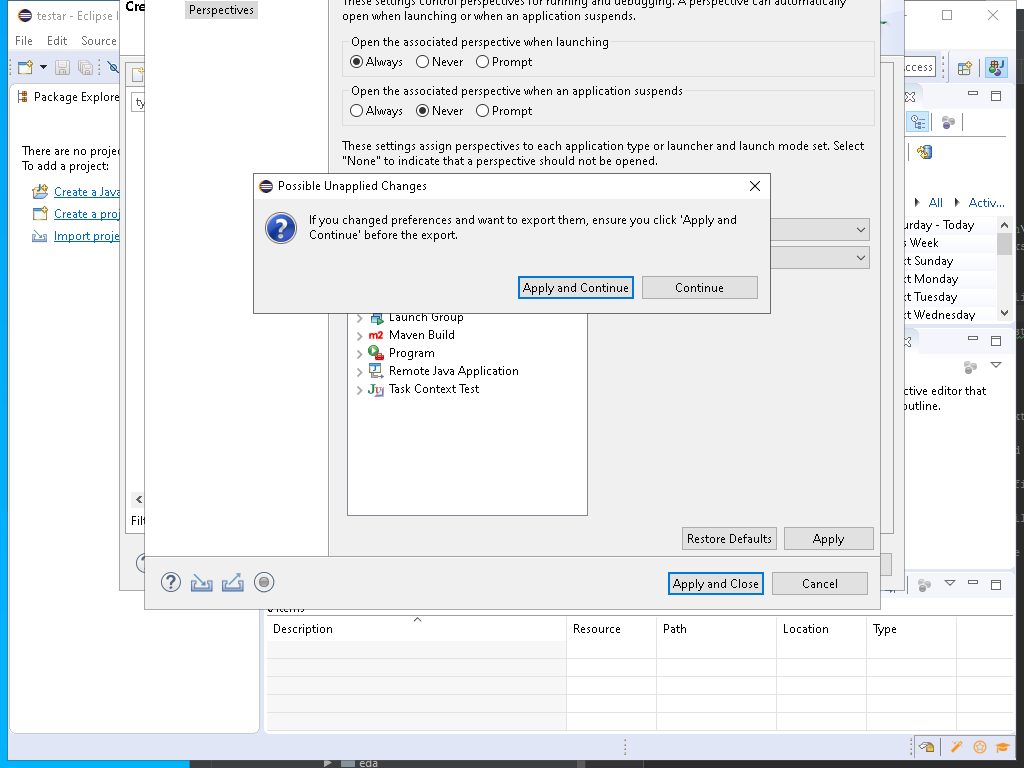 testar - Eclipse I
Cre
Perspectives
These settings control perspectives for running and debugging. A perspective can automatically
open when launching or when an application suspends.
File Edit Source
Open the associated perspective when launching
Always Never Prompt
ccess
Package Explore
Open the associated perspective when an application suspends
ty
Always Never Prompt
There are no projec
To add a project:
These settings assign perspectives to each application type or launcher and launch mode set. Select
"None" to indicate that a perspective should not be opened.
Create a Java
Create a proj
Import proje
Possible Unapplied Changes
If you changed preferences and want to export them, ensure you click 'Apply and
Continue' before the export.
Apply and Continue
Continue
All Activ...
urday - Today
s Week
xt Sunday
xt Monday
xt Tuesday
xt Wednesday
Launch Group
m2 Maven Build
Program
Remote Java Application
Ju Task Context Test
ctive editor that
outline.
Filt
Restore Defaults
Apply
Apply and Close
Cancel
items
Description Resource Path Location Type
eda